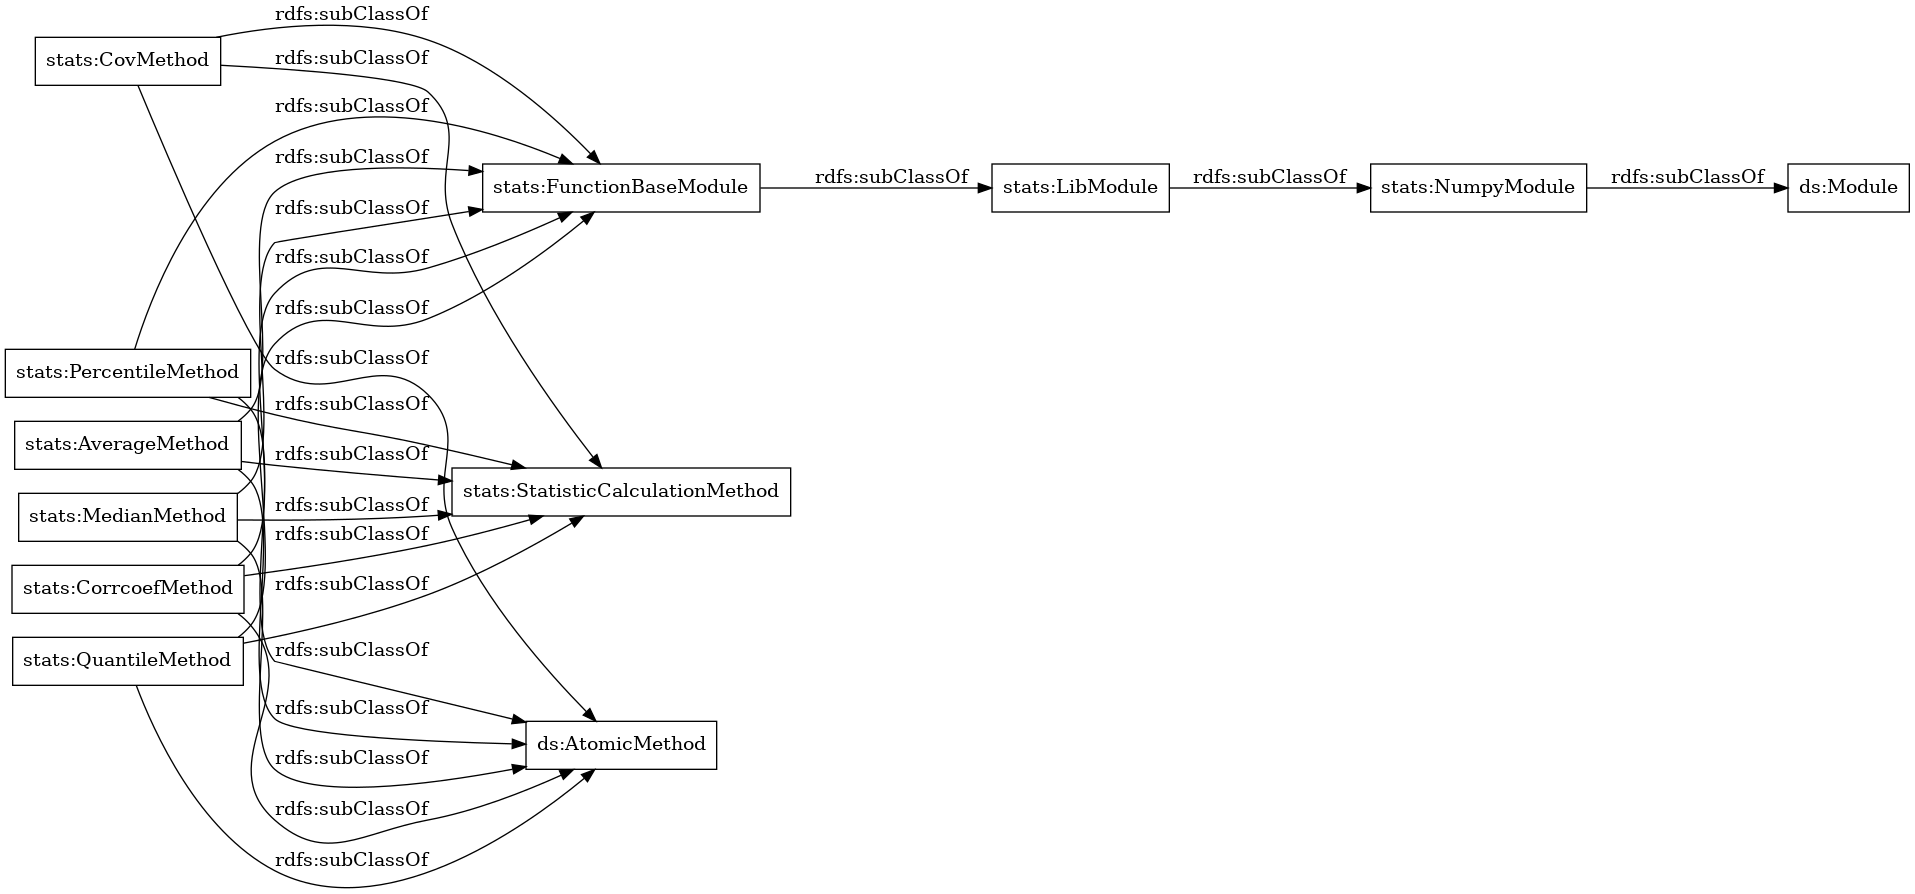 rdfs:subClassOf
stats:CovMethod
rdfs:subClassOf
rdfs:subClassOf
rdfs:subClassOf
stats:FunctionBaseModule
rdfs:subClassOf
stats:LibModule
rdfs:subClassOf
stats:NumpyModule
rdfs:subClassOf
ds:Module
rdfs:subClassOf
rdfs:subClassOf
rdfs:subClassOf
rdfs:subClassOf
stats:PercentileMethod
rdfs:subClassOf
stats:AverageMethod
rdfs:subClassOf
stats:StatisticCalculationMethod
stats:MedianMethod
rdfs:subClassOf
rdfs:subClassOf
stats:CorrcoefMethod
rdfs:subClassOf
stats:QuantileMethod
rdfs:subClassOf
rdfs:subClassOf
ds:AtomicMethod
rdfs:subClassOf
rdfs:subClassOf
rdfs:subClassOf